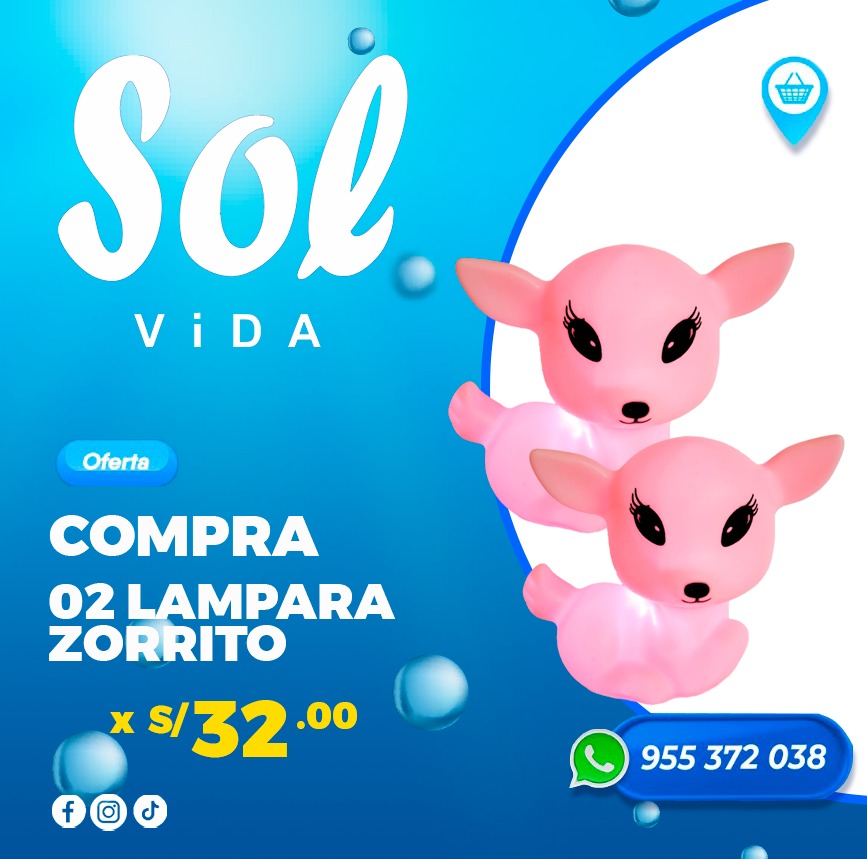 Sol
ViDA
Oferta
COMPRA
02 LAMPARA
ZORRITO
x S/32.00
955 372 038